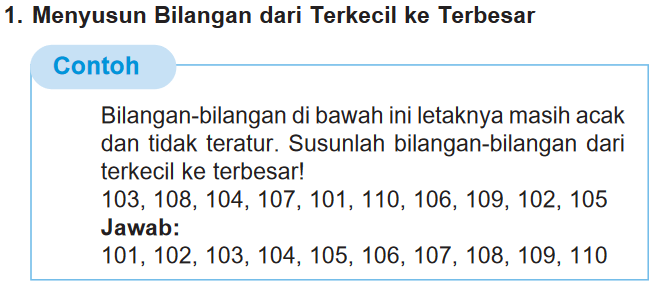 1. Menyusun Bilangan dari Terkecil ke Terbesar
Contoh
Bilangan-bilangan di bawah ini letaknya masih acak
dan tidak teratur. Susunlah bilangan-bilangan dari
terkecil ke terbesar!
103, 108, 104, 107, 101, 110, 106, 109, 102, 105
Jawab:
101, 102, 103, 104, 105, 106, 107, 108, 109, 110